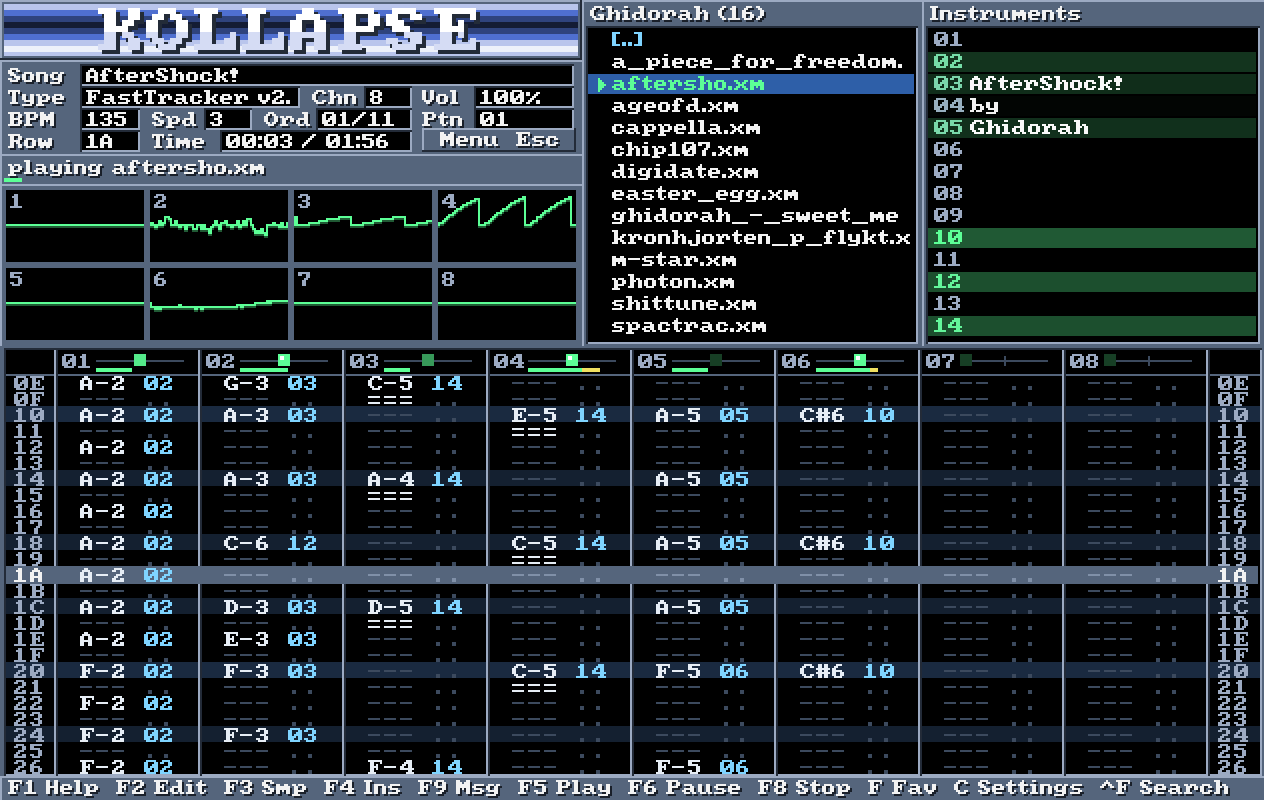 KOLLAPSE
Song AfterShock!
Type FastTracker v2. Chn 8 Vol 100%
BPM 135 Spd 3 Ord 01/11 Ptn 01
Row 1A Time 00:03 / 01:56 Menu Esc
playing aftersho.xm
1 2 3 4
5 6 7 8
Ghidorah (16)
[..]
a_piece_for_freedom.
aftersho.xm
ageofd.xm
cappella.xm
chip107.xm
digidate.xm
easter_egg.xm
ghidorah_-_sweet_me
kronhjorten_p_flykt.x
m-star.xm
photon.xm
shittune.xm
spactrac.xm
Instruments
01
02
03 AfterShock!
04 by
05 Ghidorah
06
07
08
09
10
11
12
13
14
01 02 03 04 05 06 07 08
0E A-2 02 G-3 03 C-5 14 --- .. --- .. --- .. --- .. --- .. 0E
0F --- .. --- .. === .. --- .. --- .. --- .. --- .. --- .. 0F
10 A-2 02 A-3 03 --- .. E-5 14 A-5 05 C#6 10 --- .. --- .. 10
11 --- .. --- .. --- .. === .. --- .. --- .. --- .. --- .. 11
12 A-2 02 --- .. --- .. --- .. --- .. --- .. --- .. --- .. 12
13 --- .. --- .. --- .. --- .. --- .. --- .. --- .. --- .. 13
14 A-2 02 A-3 03 A-4 14 --- .. A-5 05 --- .. --- .. --- .. 14
15 --- .. --- .. === .. --- .. --- .. --- .. --- .. --- .. 15
16 A-2 02 --- .. --- .. --- .. --- .. --- .. --- .. --- .. 16
17 --- .. --- .. --- .. --- .. --- .. --- .. --- .. --- .. 17
18 A-2 02 C-6 12 --- .. C-5 14 A-5 05 C#6 10 --- .. --- .. 18
19 --- .. --- .. --- .. === .. --- .. --- .. --- .. --- .. 19
1A A-2 02 --- .. --- .. --- .. --- .. --- .. --- .. --- .. 1A
1B --- .. --- .. --- .. --- .. --- .. --- .. --- .. --- .. 1B
1C A-2 02 D-3 03 D-5 14 --- .. A-5 05 --- .. --- .. --- .. 1C
1D --- .. --- .. === .. --- .. --- .. --- .. --- .. --- .. 1D
1E A-2 02 E-3 03 --- .. --- .. --- .. --- .. --- .. --- .. 1E
1F --- .. --- .. --- .. --- .. --- .. --- .. --- .. --- .. 1F
20 F-2 02 F-3 03 --- .. C-5 14 F-5 06 C#6 10 --- .. --- .. 20
21 --- .. --- .. --- .. === .. --- .. --- .. --- .. --- .. 21
22 F-2 02 --- .. --- .. --- .. --- .. --- .. --- .. --- .. 22
23 --- .. --- .. --- .. --- .. --- .. --- .. --- .. --- .. 23
24 F-2 02 F-3 03 --- .. --- .. --- .. --- .. --- .. --- .. 24
25 --- .. --- .. --- .. --- .. --- .. --- .. --- .. --- .. 25
26 F-2 02 --- .. F-4 14 --- .. F-5 06 --- .. --- .. --- .. 26
F1 Help F2 Edit F3 Smp F4 Ins F9 Msg F5 Play F6 Pause F8 Stop F Fav C Settings ^F Search